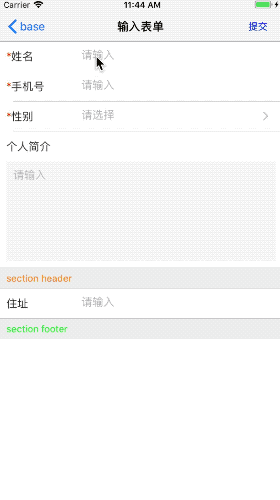 Carrier 11:44 AM
base 输入表单 提交
*姓名 请输入
*手机号 请输入
*性别 请选择
个人简介
请输入
section header
住址 请输入
section footer